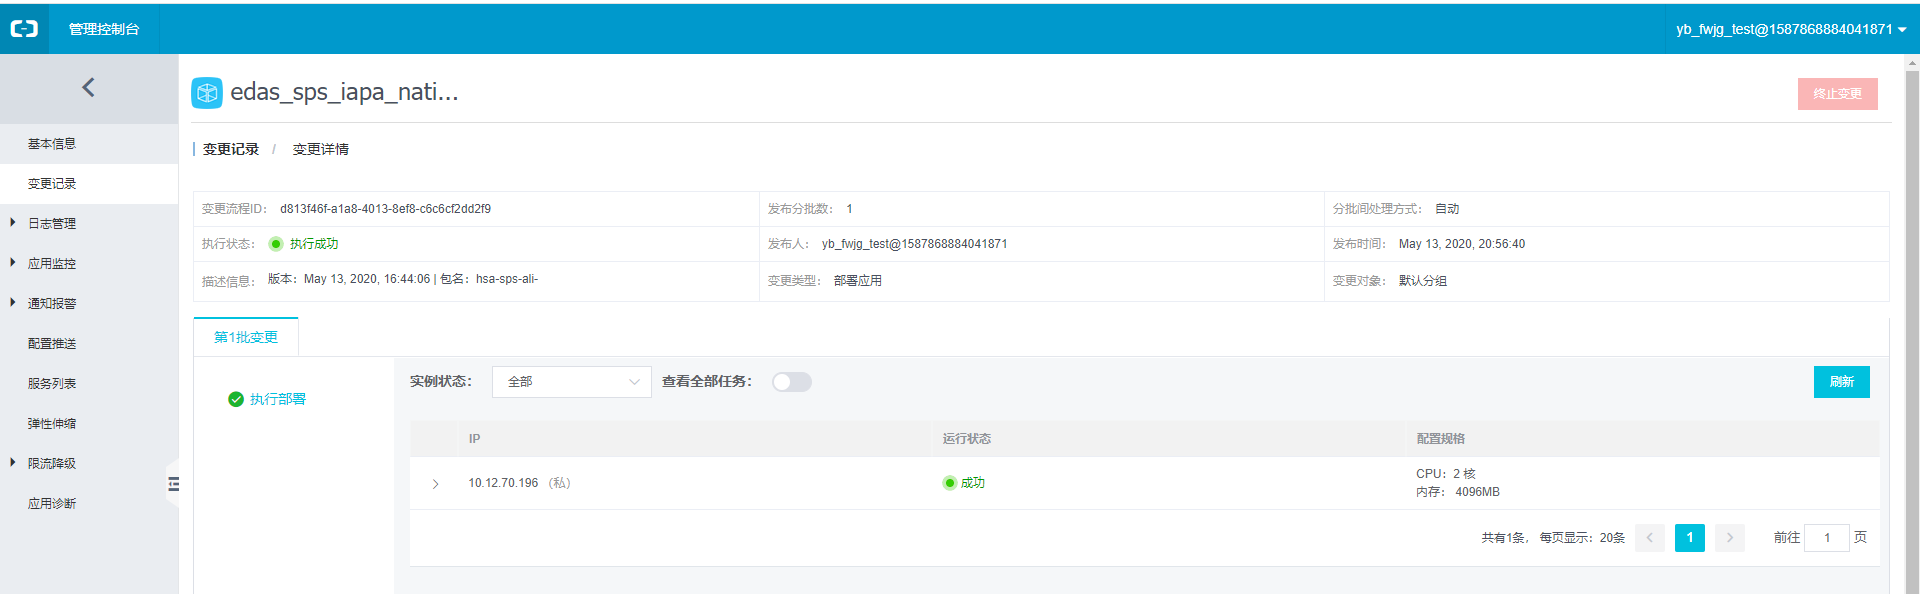 管理控制台
yb_fwjg_test@1587868884041871
edas_sps_iapa_nati...
终止变更
基本信息
变更记录
日志管理
应用监控
通知报警
配置推送
服务列表
弹性伸缩
限流降级
应用诊断
变更记录 / 变更详情
变更流程ID: d813f46f-a1a8-4013-8ef8-c6c6cf2dd2f9
发布分批数: 1
分批间处理方式: 自动
执行状态: 执行成功
发布人: yb_fwjg_test@1587868884041871
发布时间: May 13, 2020, 20:56:40
描述信息: 版本: May 13, 2020, 16:44:06 | 包名: hsa-sps-ali-
变更类型: 部署应用
变更对象: 默认分组
第1批变更
执行部署
实例状态: 全部 查看全部任务:
刷新
IP 运行状态 配置规格
10.12.70.196 (私) 成功
CPU: 2 核
内存: 4096MB
共有1条, 每页显示: 20条 < 1 > 前往 1 页